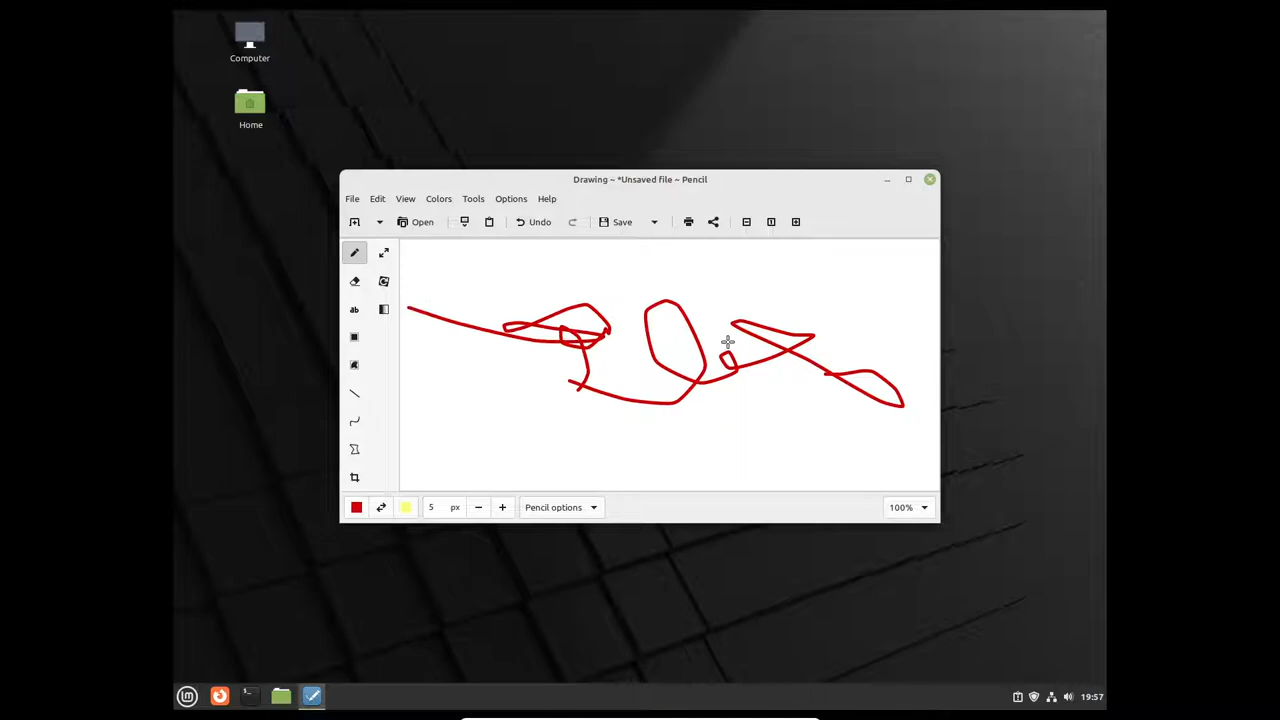 Computer
Home
Drawing ~ *Unsaved file ~ Pencil
File Edit View Colors Tools Options Help
Open Undo Save
ab
5 px Pencil options 100%
19:57